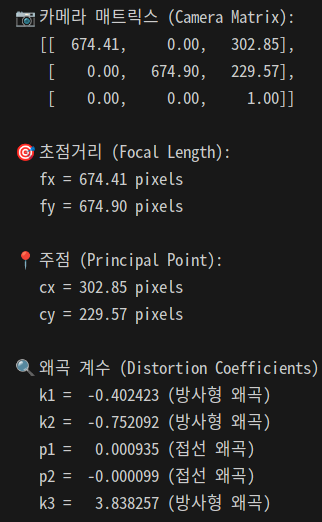 📷 카메라 매트릭스 (Camera Matrix):
[[ 674.41, 0.00, 302.85],
[ 0.00, 674.90, 229.57],
[ 0.00, 0.00, 1.00]]
🎯 초점거리 (Focal Length):
fx = 674.41 pixels
fy = 674.90 pixels
📍 주점 (Principal Point):
cx = 302.85 pixels
cy = 229.57 pixels
🔍 왜곡 계수 (Distortion Coefficients)
k1 = -0.402423 (방사형 왜곡)
k2 = -0.752092 (방사형 왜곡)
p1 = 0.000935 (접선 왜곡)
p2 = -0.000099 (접선 왜곡)
k3 = 3.838257 (방사형 왜곡)